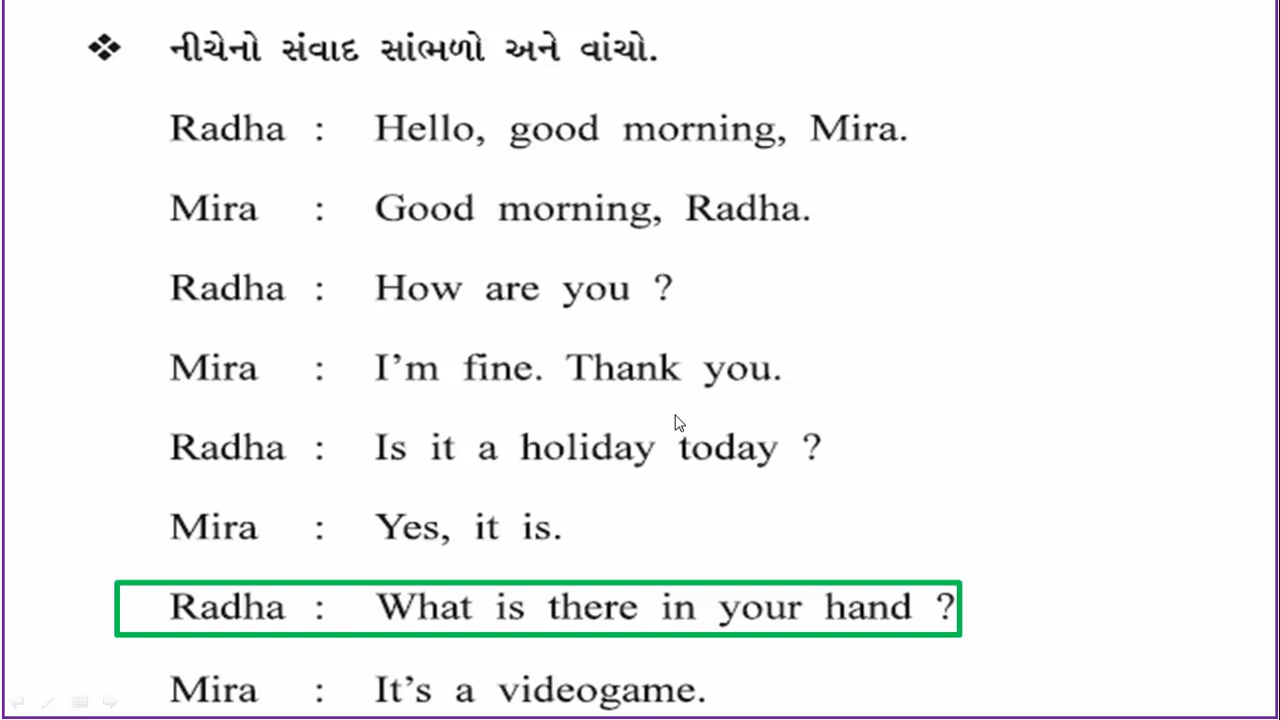 ❖ નીચેનો સંવાદ સાંભળો અને વાંચો.
Radha : Hello, good morning, Mira.
Mira : Good morning, Radha.
Radha : How are you ?
Mira : I'm fine. Thank you.
Radha : Is it a holiday today ?
Mira : Yes, it is.
Radha : What is there in your hand ?
Mira : It's a videogame.